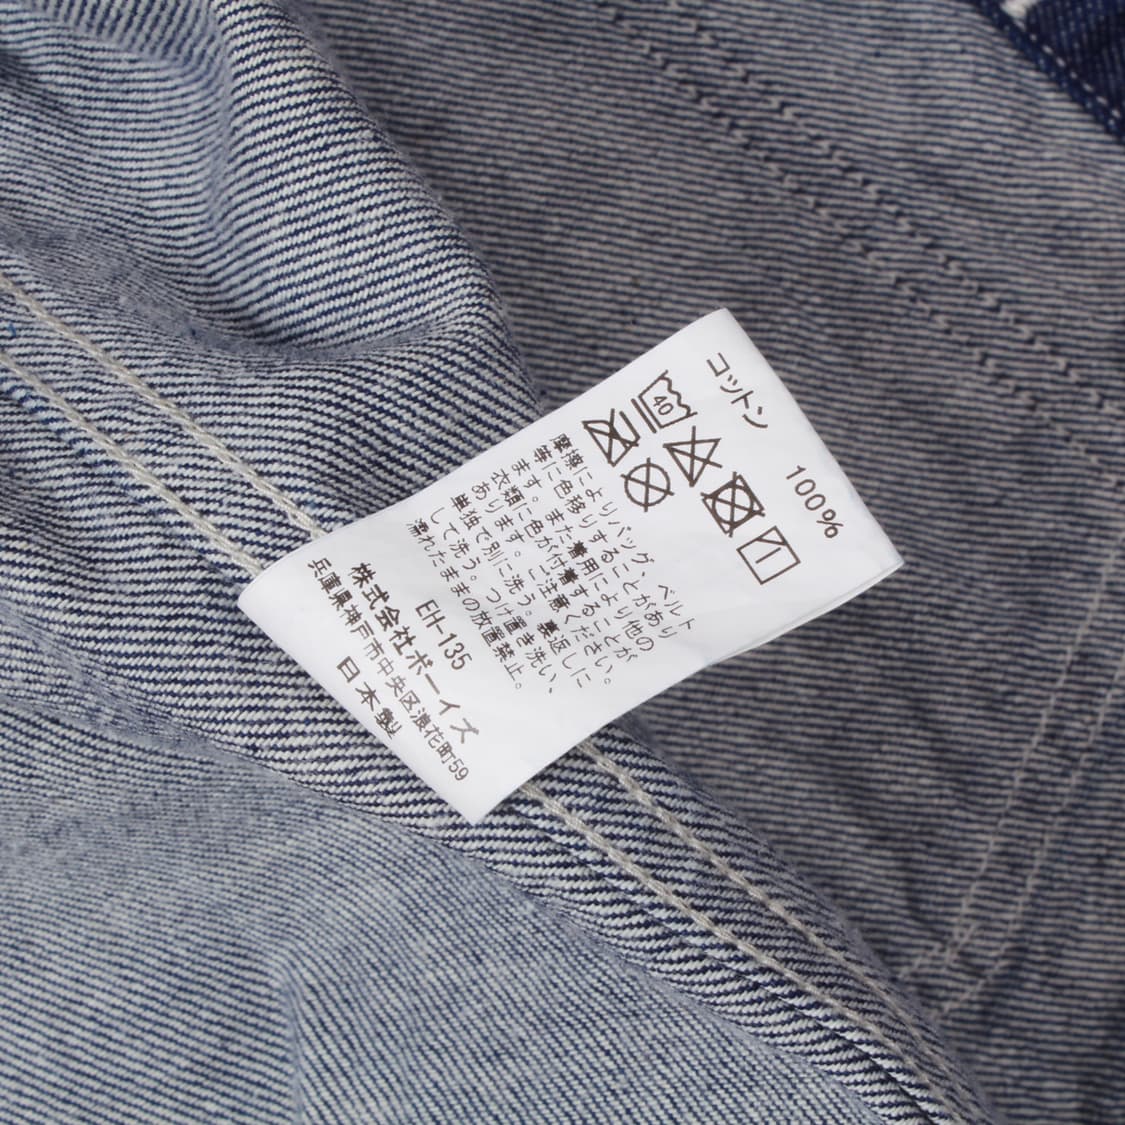 コットン 100%
40
摩擦によりバッグ、ベルト
等に色移りすることがあり
ます。また着用により他の
衣類に色が付着することが
あります。ご注意ください。
単独で別に洗う。裏返しに
して洗う。つけ置き洗い、
濡れたままの放置禁止。
EH-135
株式会社ボーイズ
兵庫県神戸市中央区浪花町59
日本製